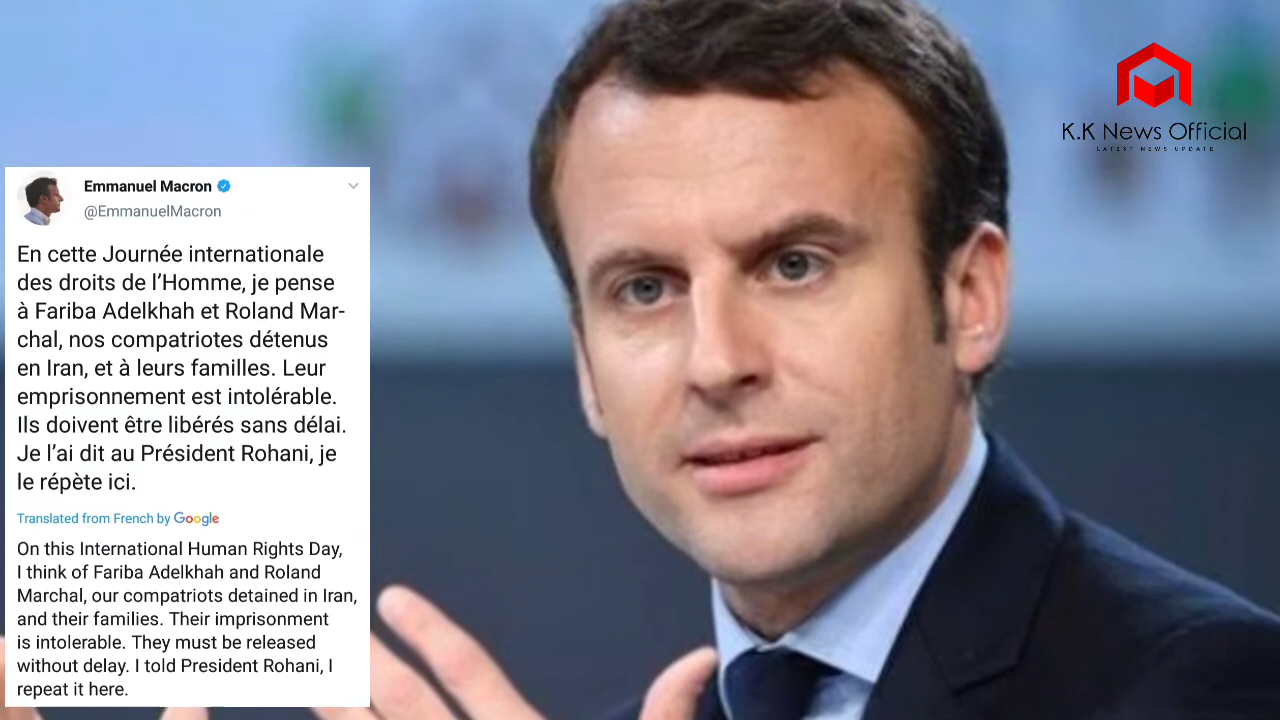 K.K News Official
LATEST NEWS UPDATE
Emmanuel Macron
@EmmanuelMacron
En cette Journée internationale
des droits de l'Homme, je pense
à Fariba Adelkhah et Roland Mar-
chal, nos compatriotes détenus
en Iran, et à leurs familles. Leur
emprisonnement est intolérable.
Ils doivent être libérés sans délai.
Je l'ai dit au Président Rohani, je
le répète ici.
Translated from French by Google
On this International Human Rights Day,
I think of Fariba Adelkhah and Roland
Marchal, our compatriots detained in Iran,
and their families. Their imprisonment
is intolerable. They must be released
without delay. I told President Rohani, I
repeat it here.